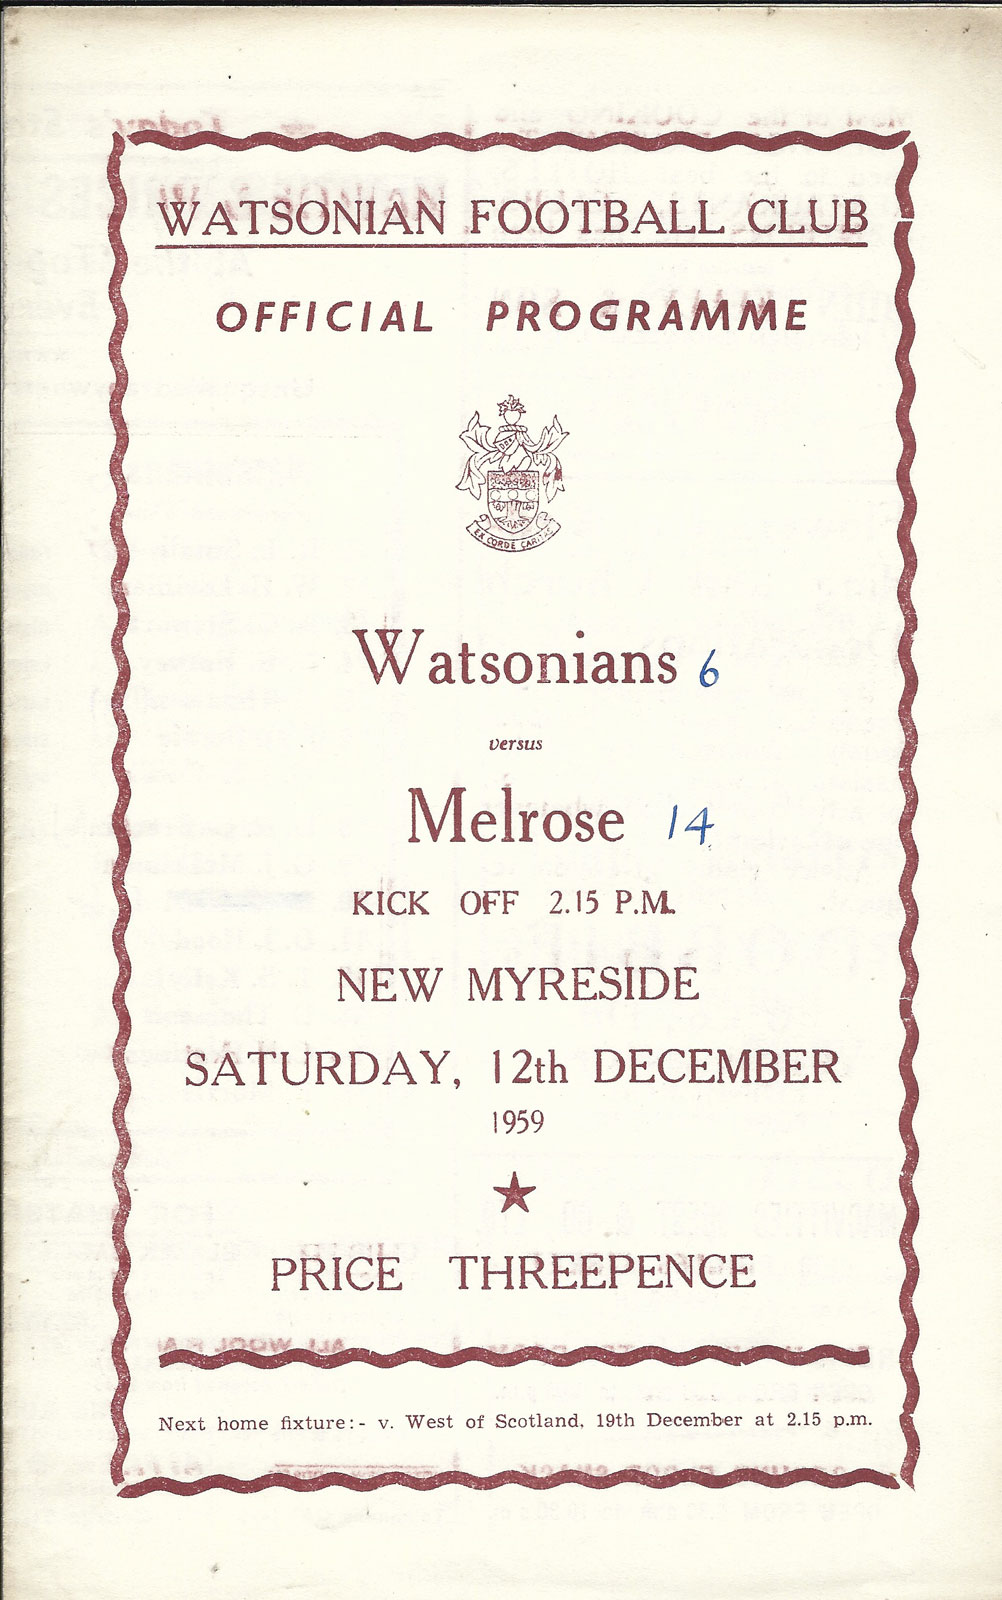 WATSONIAN FOOTBALL CLUB
OFFICIAL PROGRAMME
EX CORDE CARITAS
Watsonians 6
versus
Melrose 14
KICK OFF 2.15 P.M.
NEW MYRESIDE
SATURDAY, 12th DECEMBER
1959
PRICE THREEPENCE
Next home fixture:- v. West of Scotland, 19th December at 2.15 p.m.